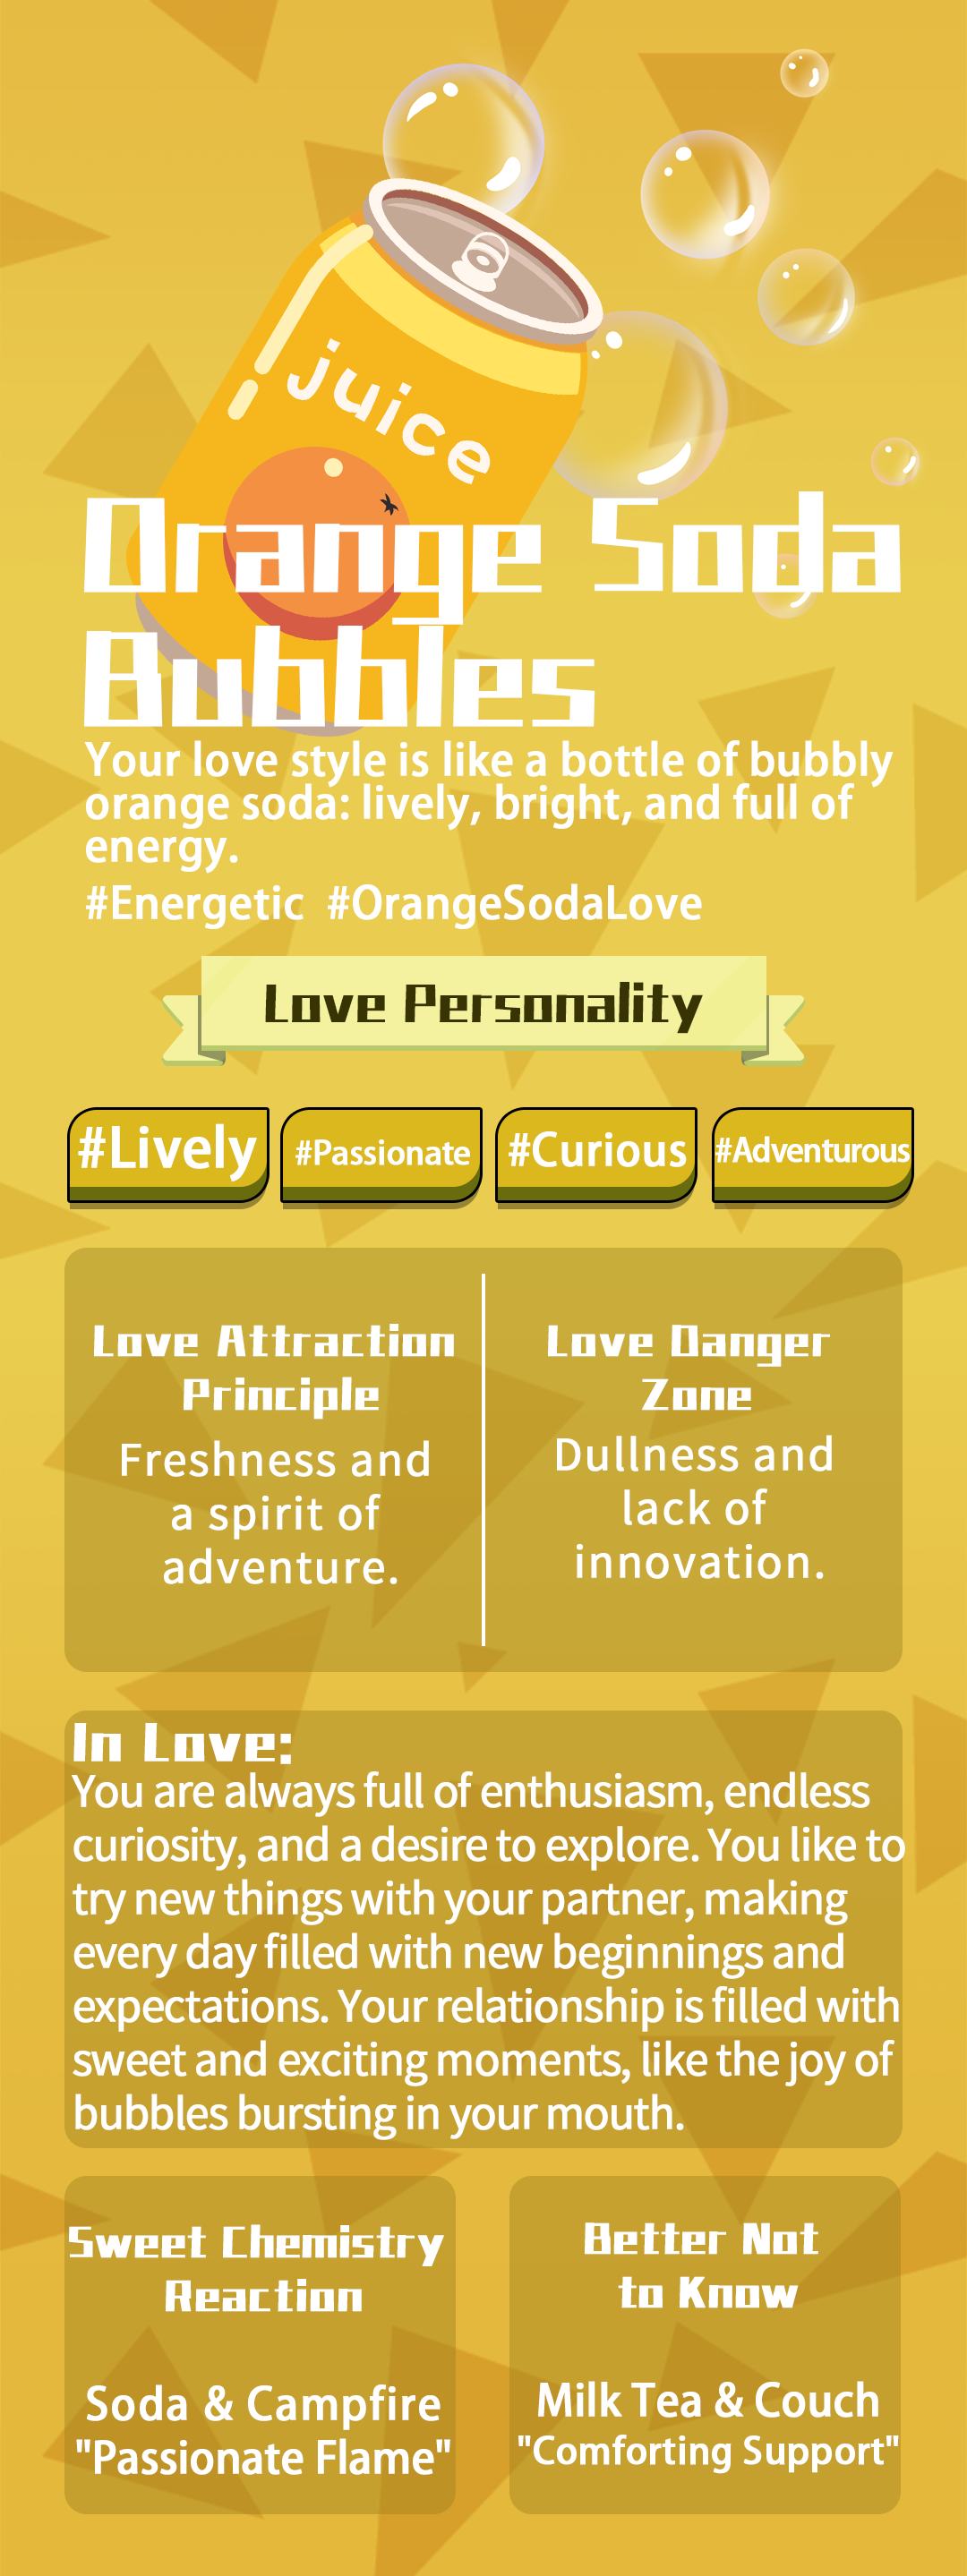 juice
Orange Soda
Bubbles
Your love style is like a bottle of bubbly
orange soda: lively, bright, and full of
energy.
#Energetic #OrangeSodaLove
Love Personality
#Lively #Passionate #Curious #Adventurous
Love Attraction
Principle
Freshness and
a spirit of
adventure.
Love Danger
Zone
Dullness and
lack of
innovation.
In Love:
You are always full of enthusiasm, endless
curiosity, and a desire to explore. You like to
try new things with your partner, making
every day filled with new beginnings and
expectations. Your relationship is filled with
sweet and exciting moments, like the joy of
bubbles bursting in your mouth.
Sweet Chemistry
Reaction
Soda & Campfire
"Passionate Flame"
Better Not
to Know
Milk Tea & Couch
"Comforting Support"